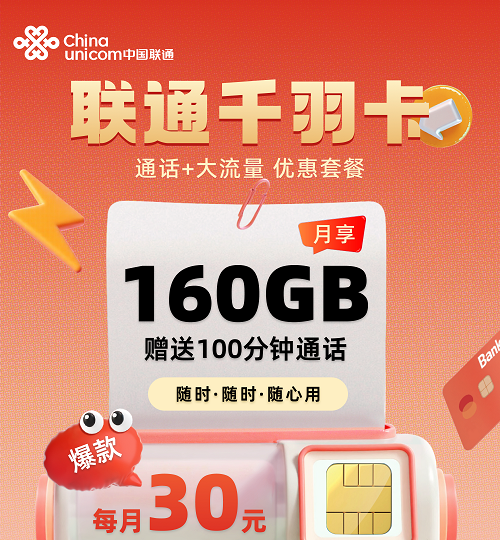 China
unicom中国联通
联通千羽卡
通话+大流量 优惠套餐
月享
160GB
赠送100分钟通话
随时·随时·随心用
Bank
爆款
每月30元